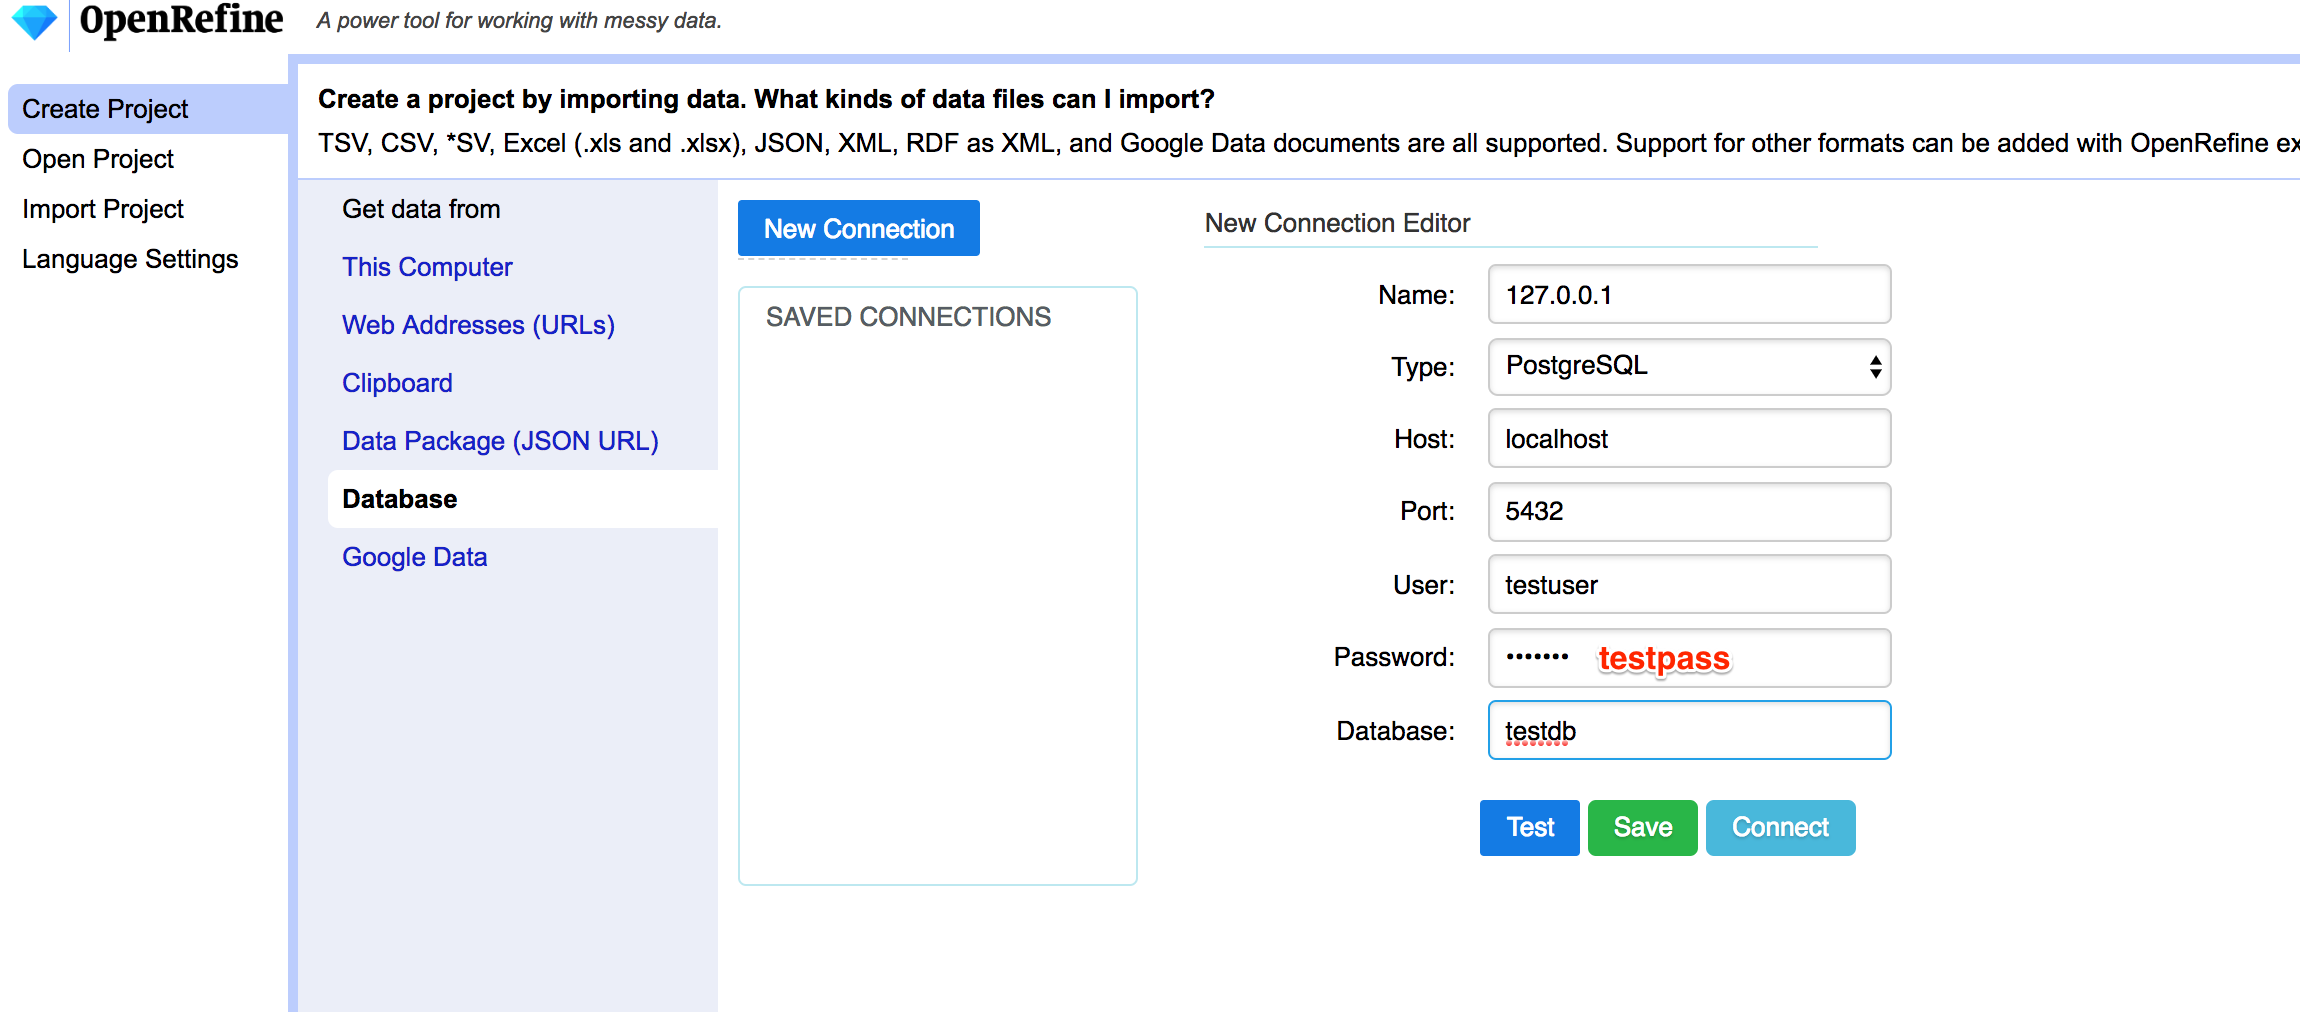 OpenRefine A power tool for working with messy data.
Create Project
Open Project
Import Project
Language Settings
Create a project by importing data. What kinds of data files can I import?
TSV, CSV, *SV, Excel (.xls and .xlsx), JSON, XML, RDF as XML, and Google Data documents are all supported. Support for other formats can be added with OpenRefine ex
Get data from
This Computer
Web Addresses (URLs)
Clipboard
Data Package (JSON URL)
Database
Google Data
New Connection
SAVED CONNECTIONS
New Connection Editor
Name: 127.0.0.1
Type: PostgreSQL
Host: localhost
Port: 5432
User: testuser
Password: ••••••• testpass
Database: testdb
Test Save Connect